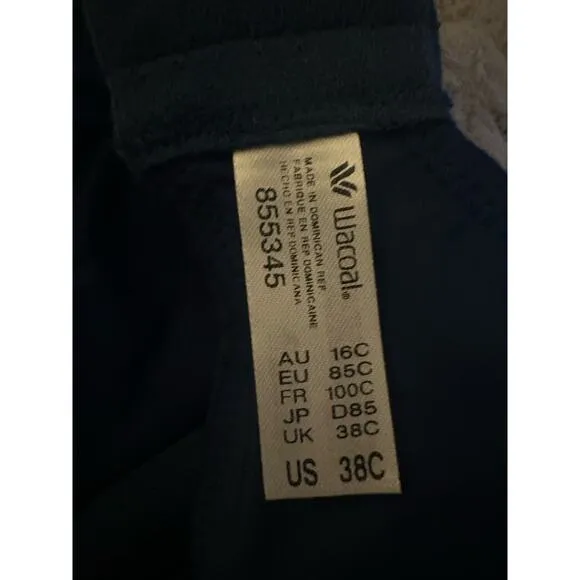 Wacoal®
MADE IN DOMINICAN REP.
FABRIQUE EN REP DOMINICAINE
HECHO EN REP DOMINICANA
855345
AU 16C
EU 85C
FR 100C
JP D85
UK 38C
US 38C